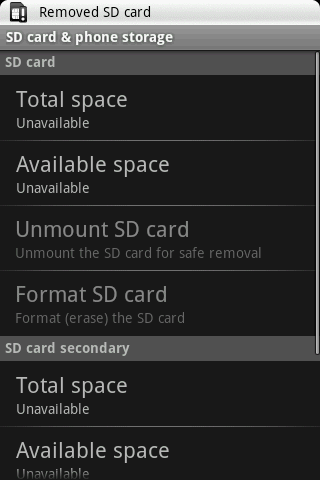 Removed SD card
SD card & phone storage
SD card
Total space
Unavailable
Available space
Unavailable
Unmount SD card
Unmount the SD card for safe removal
Format SD card
Format (erase) the SD card
SD card secondary
Total space
Unavailable
Available space
Unavailable